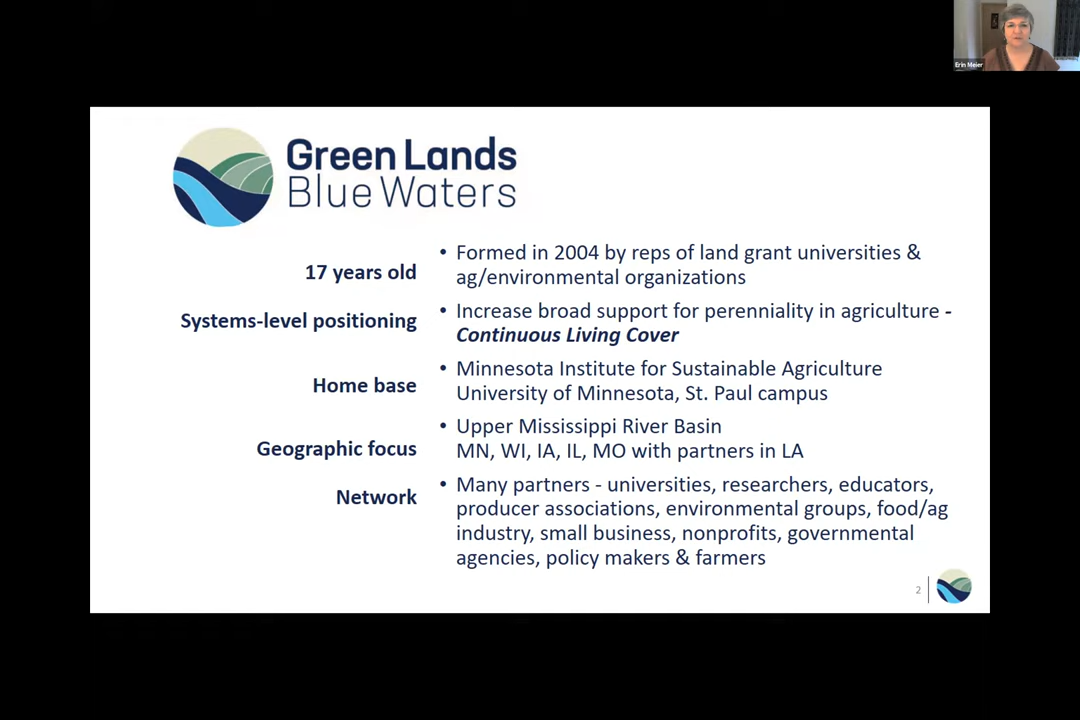 Erin Meier
Green Lands
Blue Waters
17 years old
• Formed in 2004 by reps of land grant universities &
ag/environmental organizations
Systems-level positioning
• Increase broad support for perenniality in agriculture -
Continuous Living Cover
Home base
• Minnesota Institute for Sustainable Agriculture
University of Minnesota, St. Paul campus
Geographic focus
• Upper Mississippi River Basin
MN, WI, IA, IL, MO with partners in LA
Network
• Many partners - universities, researchers, educators,
producer associations, environmental groups, food/ag
industry, small business, nonprofits, governmental
agencies, policy makers & farmers
2